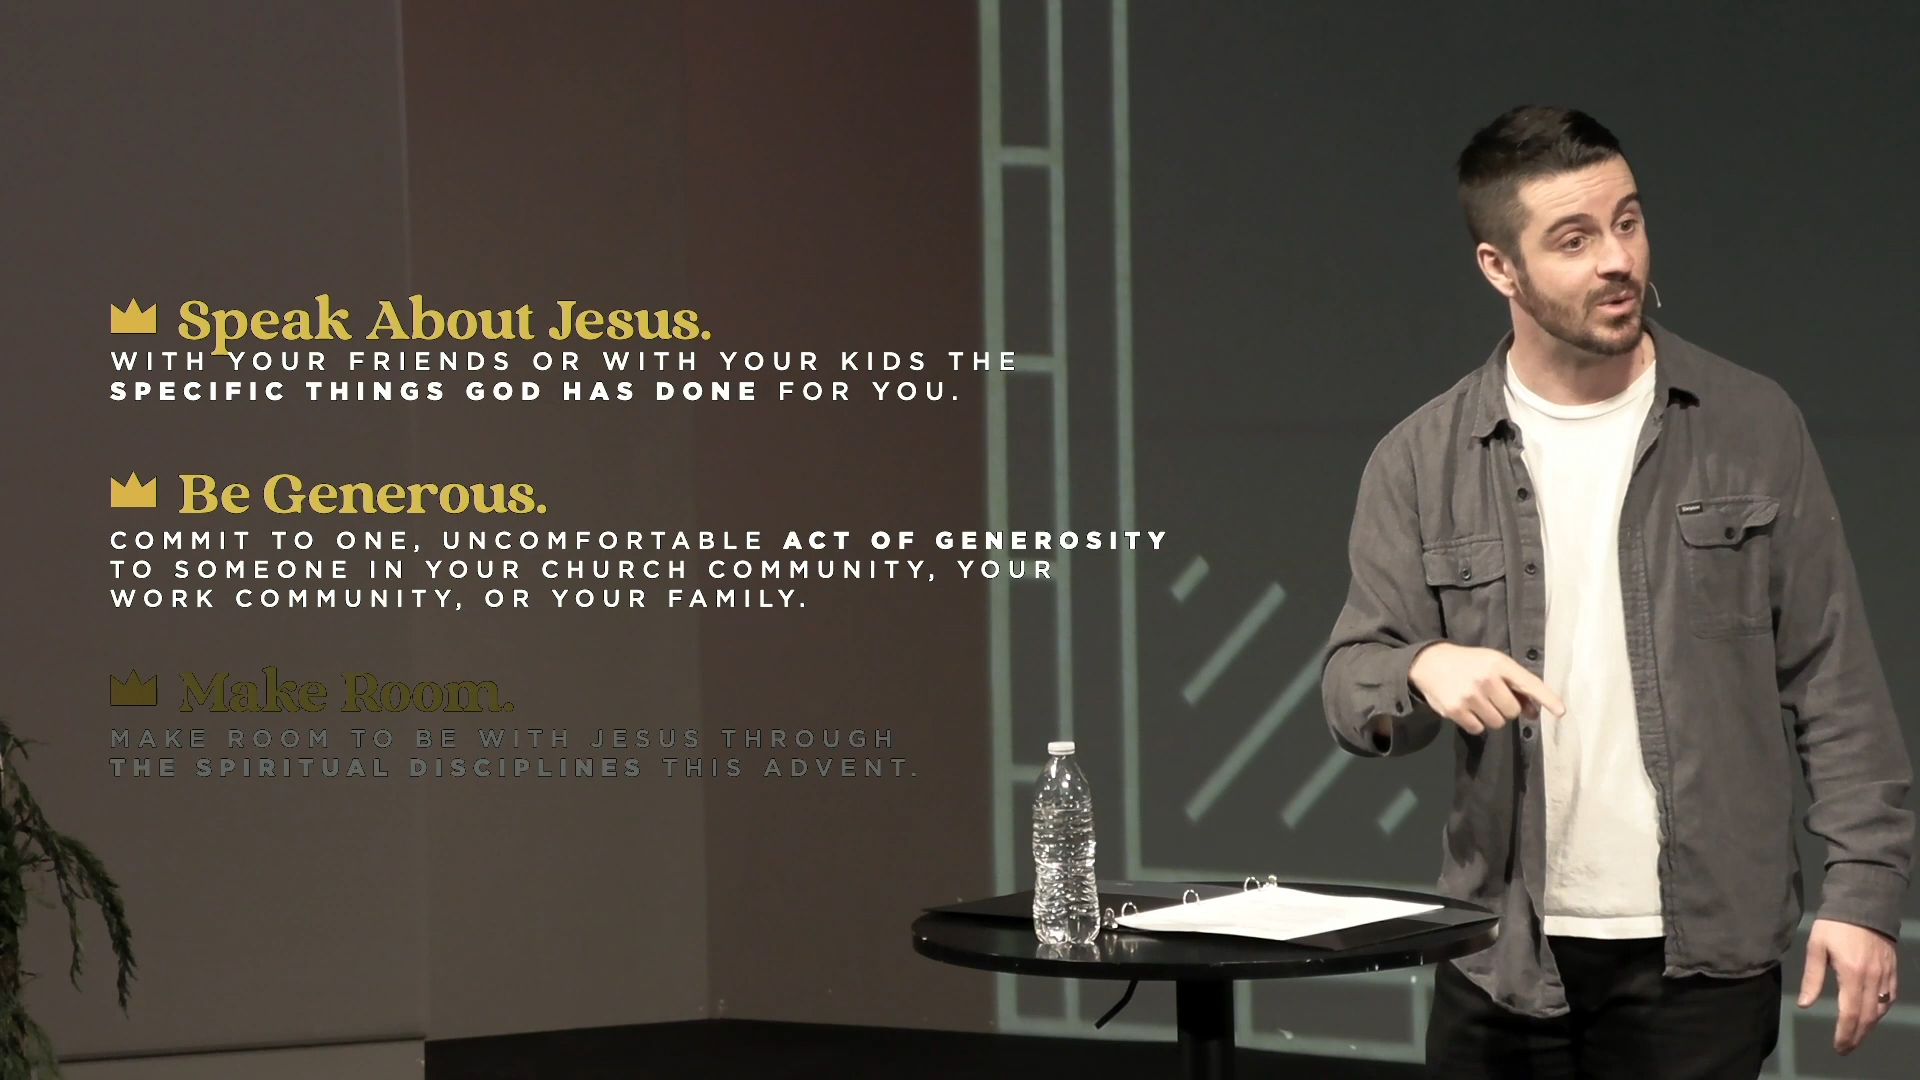 Speak About Jesus.
WITH YOUR FRIENDS OR WITH YOUR KIDS THE
SPECIFIC THINGS GOD HAS DONE FOR YOU.
Be Generous.
COMMIT TO ONE, UNCOMFORTABLE ACT OF GENEROSITY
TO SOMEONE IN YOUR CHURCH COMMUNITY, YOUR
WORK COMMUNITY, OR YOUR FAMILY.
Make Room.
MAKE ROOM TO BE WITH JESUS THROUGH
THE SPIRITUAL DISCIPLINES THIS ADVENT.